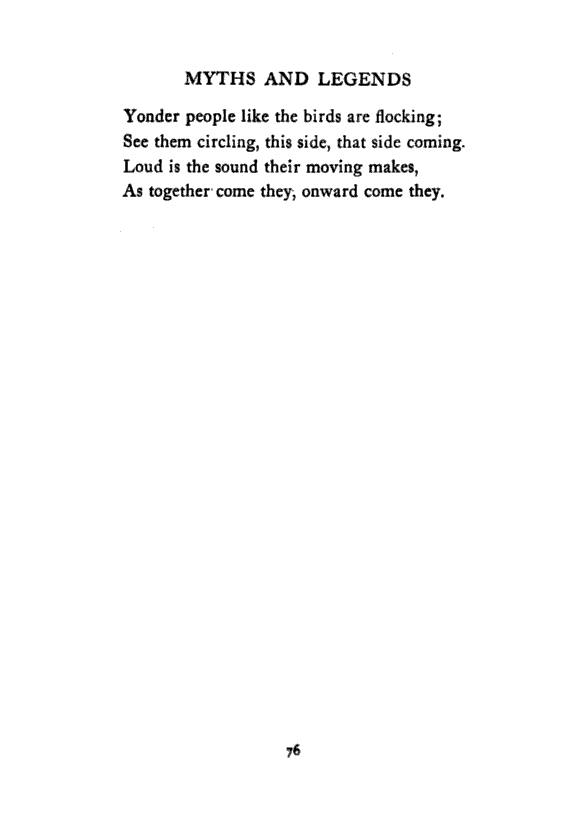 MYTHS AND LEGENDS
Yonder people like the birds are flocking;
See them circling, this side, that side coming.
Loud is the sound their moving makes,
As together come they, onward come they.
76